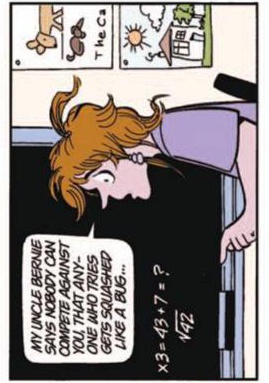 The Ca
MY UNCLE BERNIE
SAYS NOBODY CAN
COMPETE AGAINST
YOU, THAT ANY-
ONE WHO TRIES
GETS SQUASHED
LIKE A BUG...
x3 = 43 + 7 = ?
√42